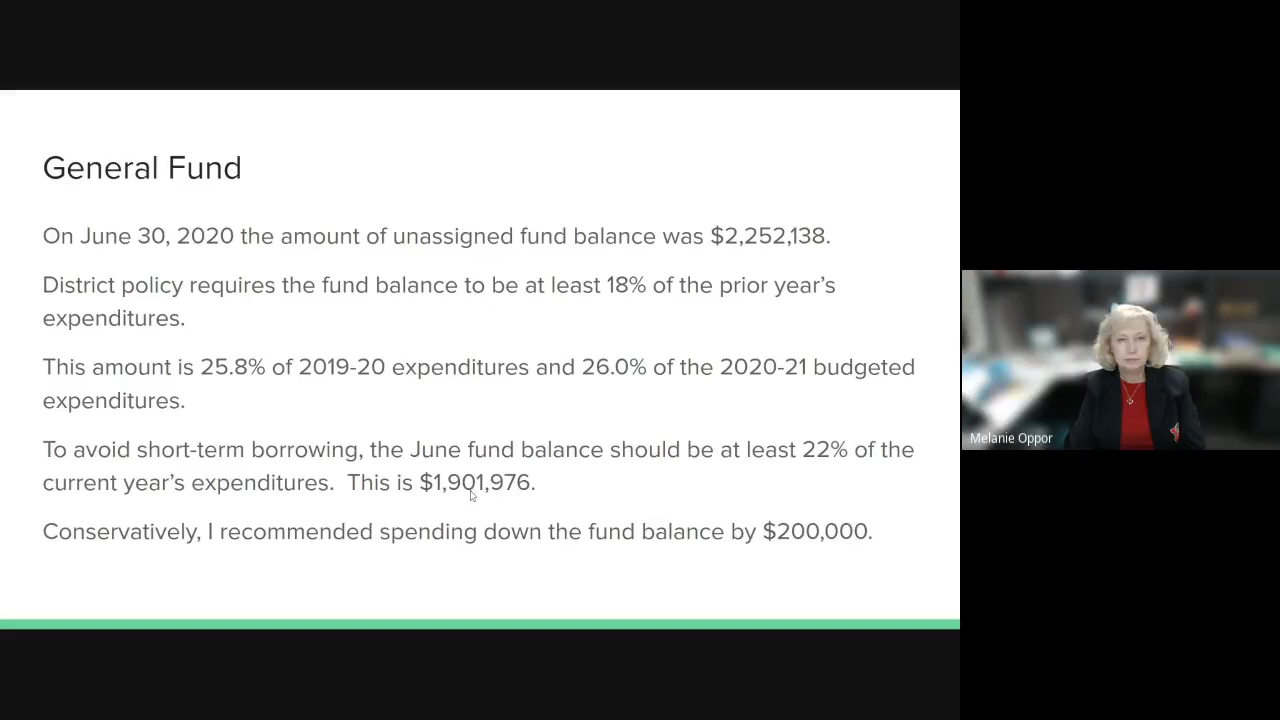 General Fund
On June 30, 2020 the amount of unassigned fund balance was $2,252,138.
District policy requires the fund balance to be at least 18% of the prior year’s
expenditures.
This amount is 25.8% of 2019-20 expenditures and 26.0% of the 2020-21 budgeted
expenditures.
To avoid short-term borrowing, the June fund balance should be at least 22% of the
current year’s expenditures.  This is $1,901,976.
Conservatively, I recommended spending down the fund balance by $200,000.
Melanie Oppor